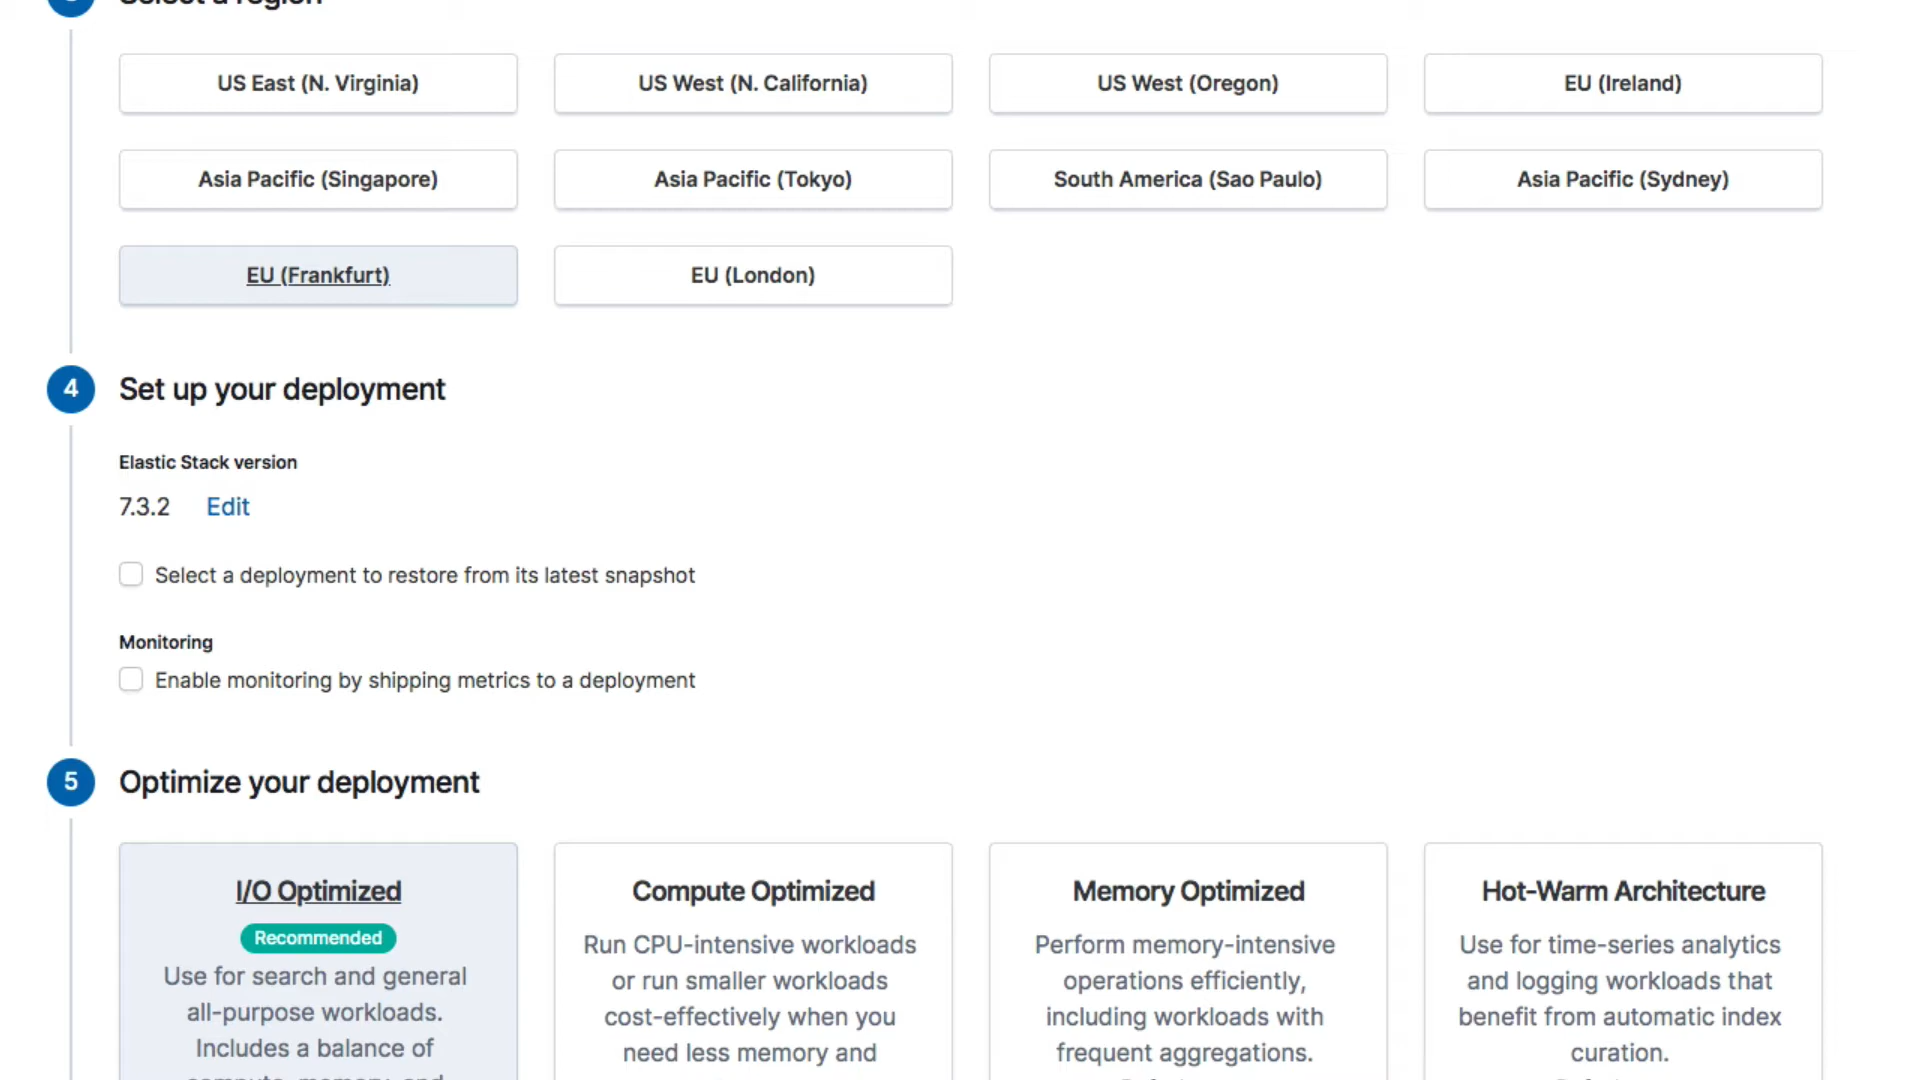 Select a region
US East (N. Virginia)
US West (N. California)
US West (Oregon)
EU (Ireland)
Asia Pacific (Singapore)
Asia Pacific (Tokyo)
South America (Sao Paulo)
Asia Pacific (Sydney)
EU (Frankfurt)
EU (London)
4
Set up your deployment
Elastic Stack version
7.3.2 Edit
Select a deployment to restore from its latest snapshot
Monitoring
Enable monitoring by shipping metrics to a deployment
5
Optimize your deployment
I/O Optimized
Recommended
Use for search and general
all-purpose workloads.
Includes a balance of
compute, memory, and
Compute Optimized
Run CPU-intensive workloads
or run smaller workloads
cost-effectively when you
need less memory and
Memory Optimized
Perform memory-intensive
operations efficiently,
including workloads with
frequent aggregations.
Hot-Warm Architecture
Use for time-series analytics
and logging workloads that
benefit from automatic index
curation.